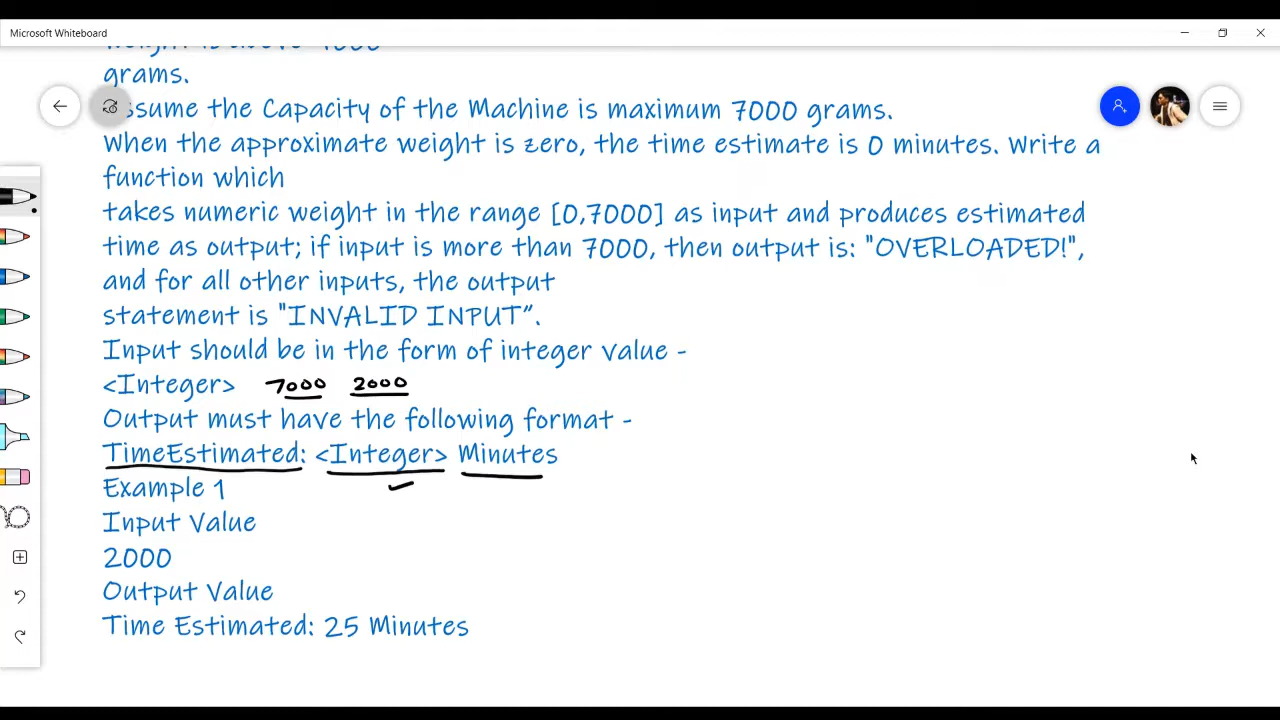 Microsoft Whiteboard
weight is above 4000
grams.
ssume the Capacity of the Machine is maximum 7000 grams.
When the approximate weight is zero, the time estimate is 0 minutes. Write a
function which
takes numeric weight in the range [0,7000] as input and produces estimated
time as output; if input is more than 7000, then output is: "OVERLOADED!",
and for all other inputs, the output
statement is "INVALID INPUT”.
Input should be in the form of integer value -
<Integer> 7000 2000
Output must have the following format -
TimeEstimated: <Integer> Minutes
Example 1
Input Value
2000
Output Value
Time Estimated: 25 Minutes